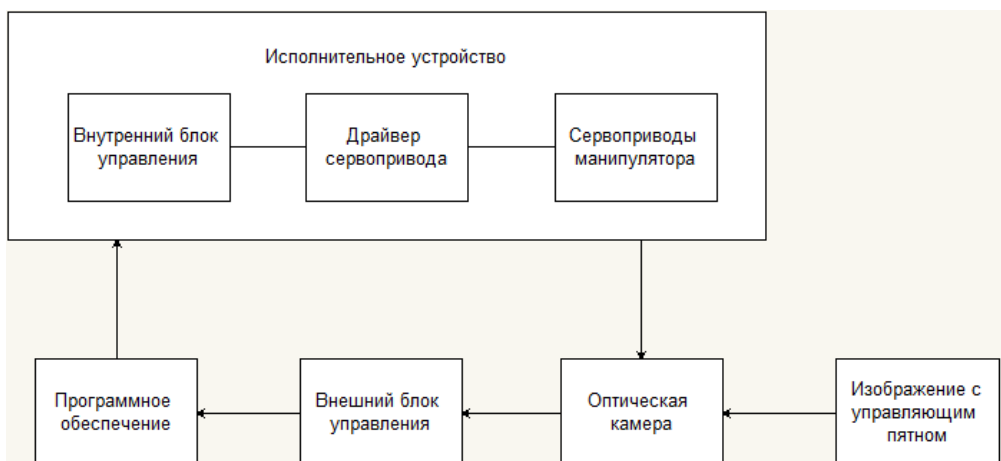 Исполнительное устройство
Внутренний блок
управления
Драйвер
сервопривода
Сервоприводы
манипулятора
Программное
обеспечение
Внешний блок
управления
Оптическая
камера
Изображение с
управляющим
пятном